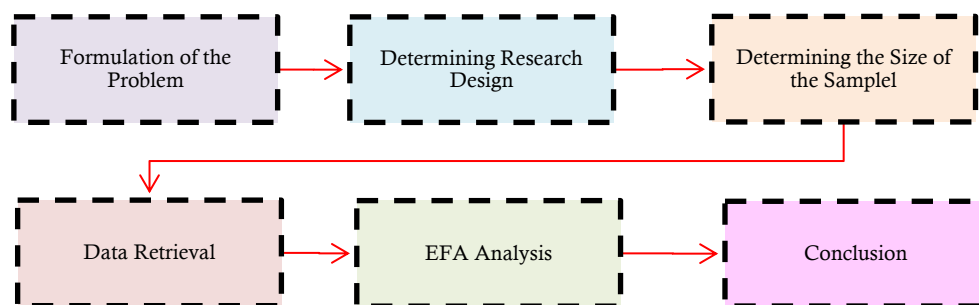 Formulation of the
Problem
Determining Research
Design
Determining the Size of
the Samplel
Data Retrieval
EFA Analysis
Conclusion